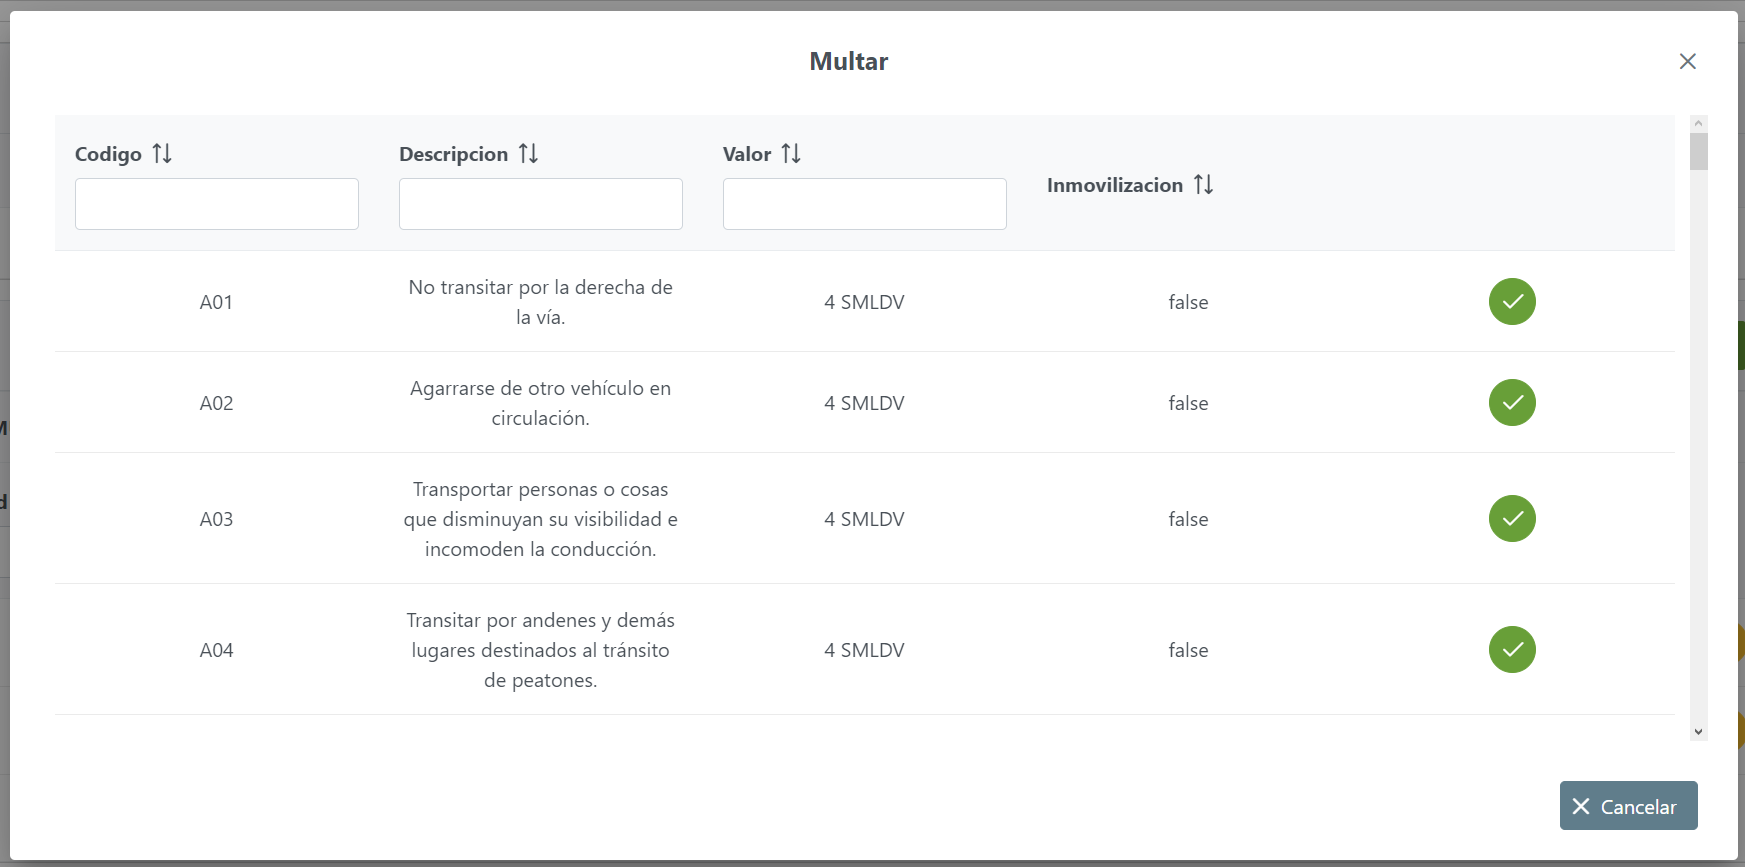 Multar
Codigo
Descripcion
Valor
Inmovilizacion
A01
No transitar por la derecha de
la vía.
4 SMLDV
false
A02
Agarrarse de otro vehículo en
circulación.
4 SMLDV
false
A03
Transportar personas o cosas
que disminuyan su visibilidad e
incomoden la conducción.
4 SMLDV
false
A04
Transitar por andenes y demás
lugares destinados al tránsito
de peatones.
4 SMLDV
false
Cancelar